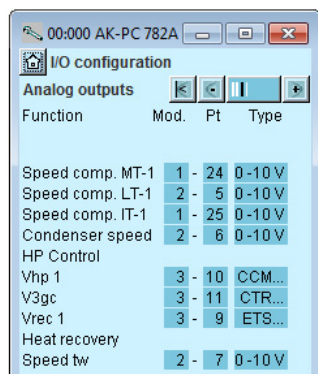 00:000 AK-PC 782A
I/O configuration
Analog outputs
Function Mod. Pt Type
Speed comp. MT-1 1 - 24 0-10 V
Speed comp. LT-1 2 - 5 0-10 V
Speed comp. IT-1 1 - 25 0-10 V
Condenser speed 2 - 6 0-10 V
HP Control
Vhp 1 3 - 10 CCM...
V3gc 3 - 11 CTR...
Vrec 1 3 - 9 ETS...
Heat recovery
Speed tw 2 - 7 0-10 V